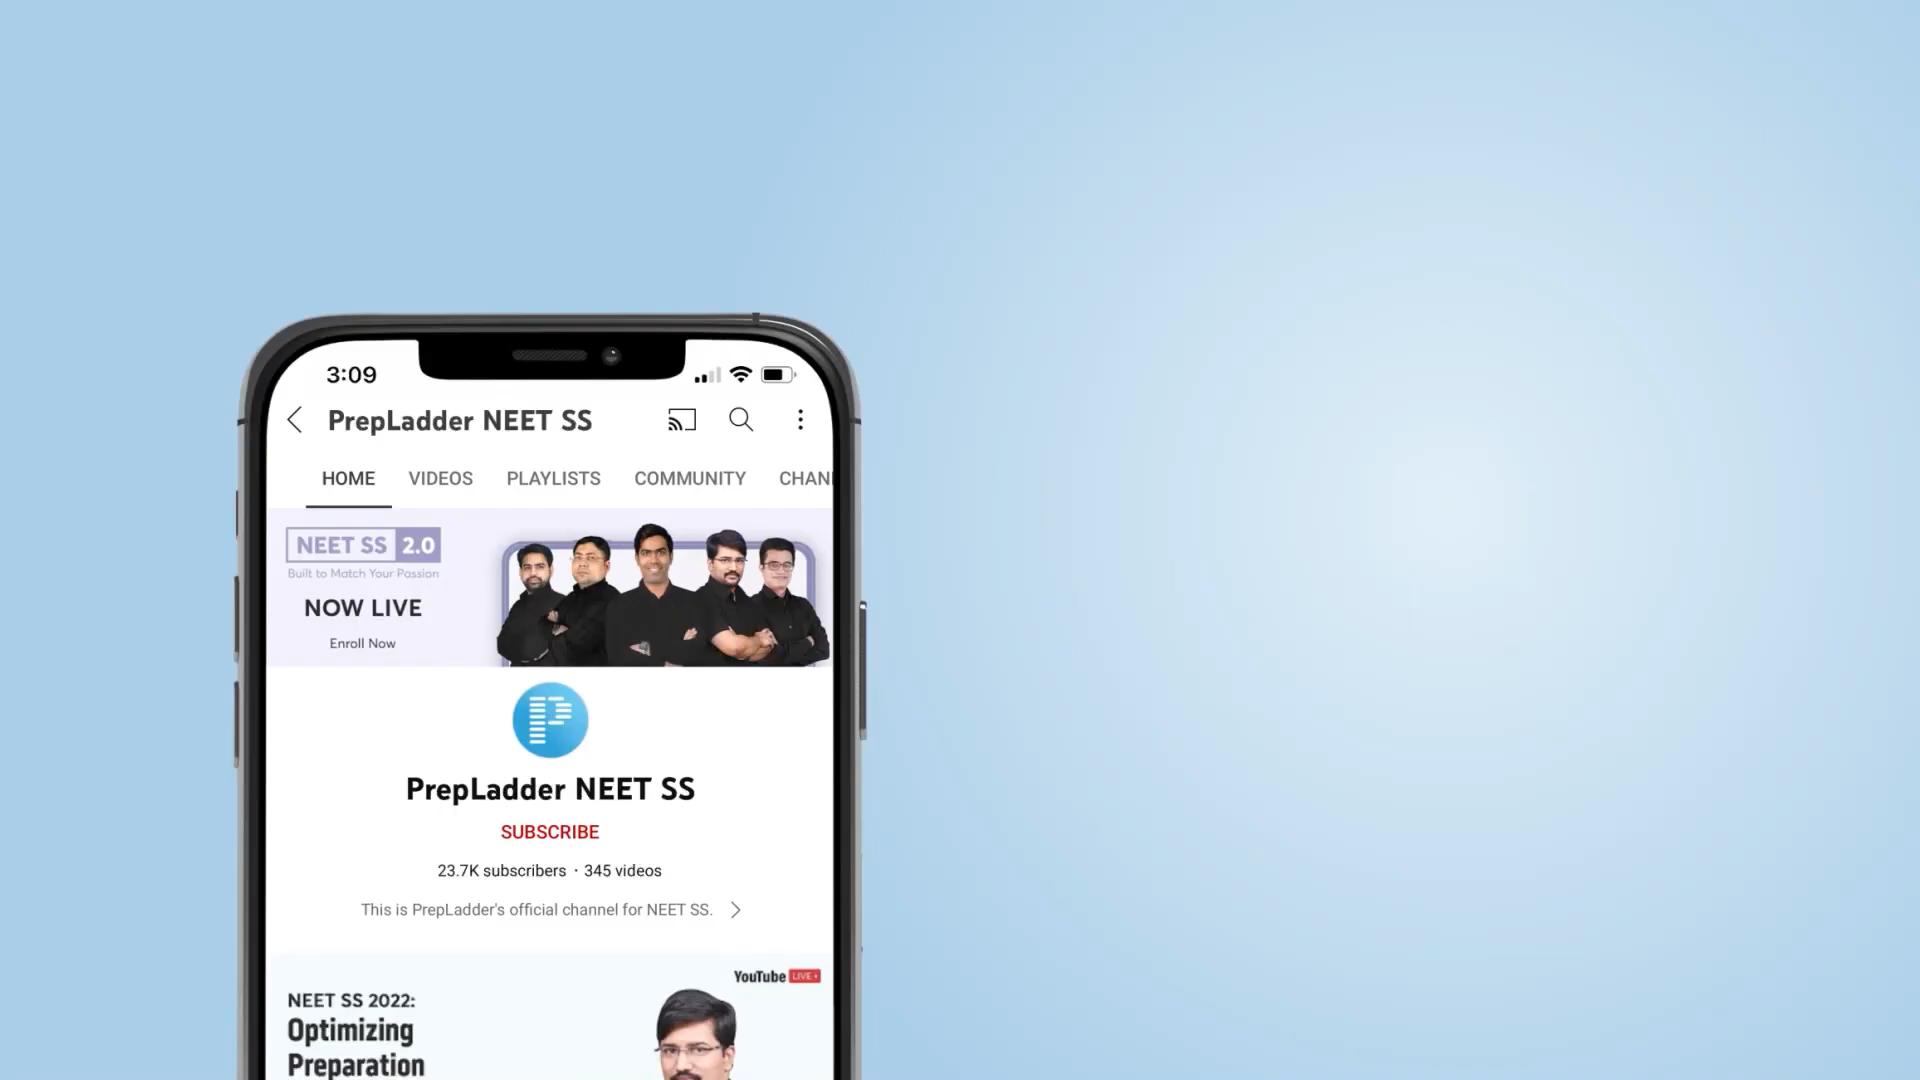 3:09
PrepLadder NEET SS
HOME VIDEOS PLAYLISTS COMMUNITY CHAN
NEET SS 2.0
Built to Match Your Passion
NOW LIVE
Enroll Now
PrepLadder NEET SS
SUBSCRIBE
23.7K subscribers · 345 videos
This is PrepLadder's official channel for NEET SS.
YouTube LIVE
NEET SS 2022:
Optimizing
Preparation